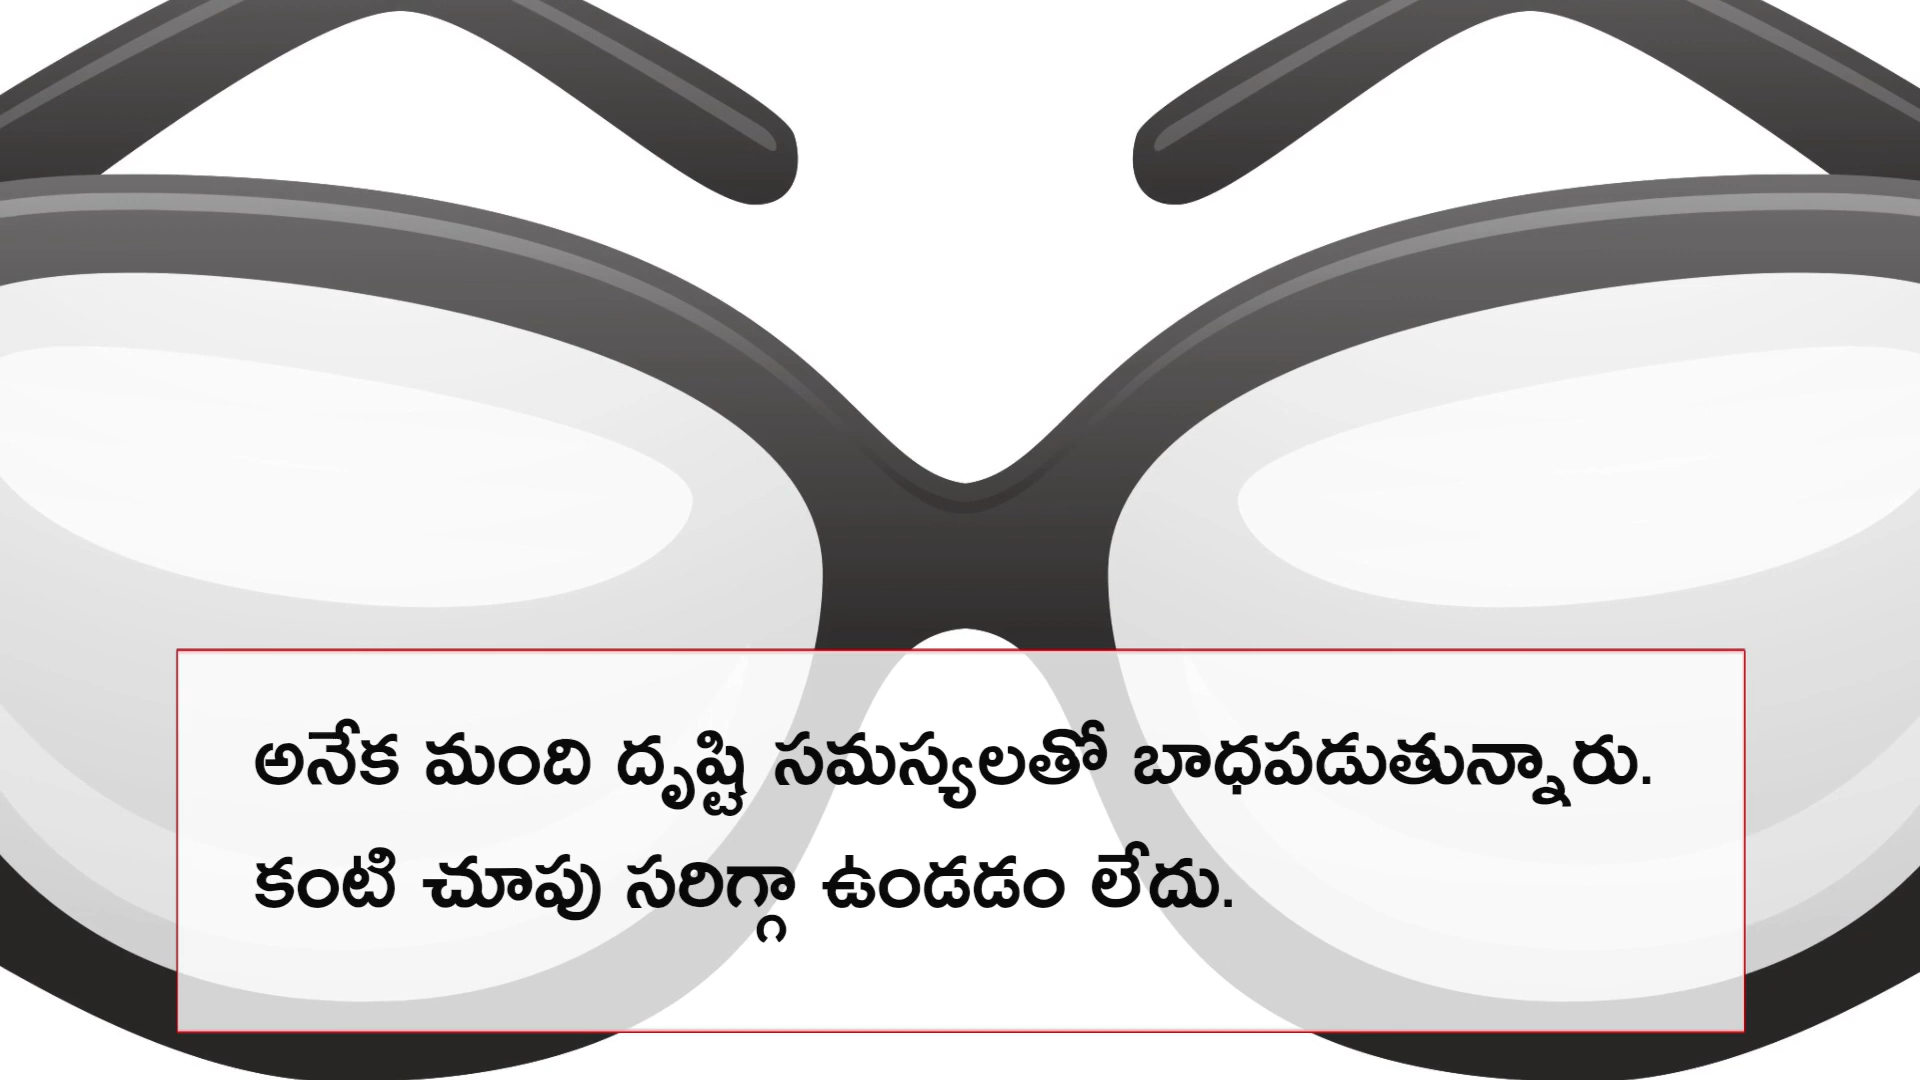 అనేక మంది దృష్టి సమస్యలతో బాధపడుతున్నారు.
కంటి చూపు సరిగ్గా ఉండడం లేదు.